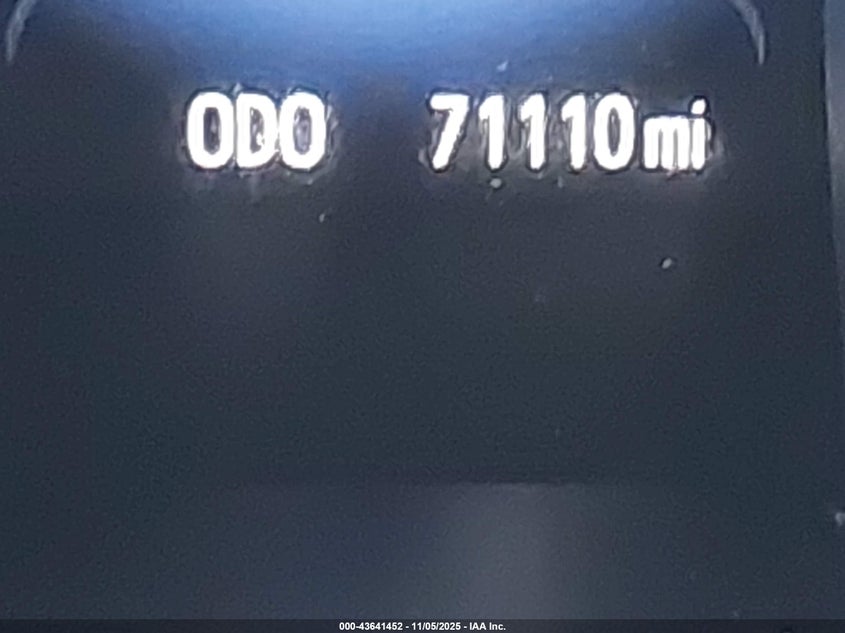 ODO 71110mi
000-43641452 - 11/05/2025 - IAA Inc.